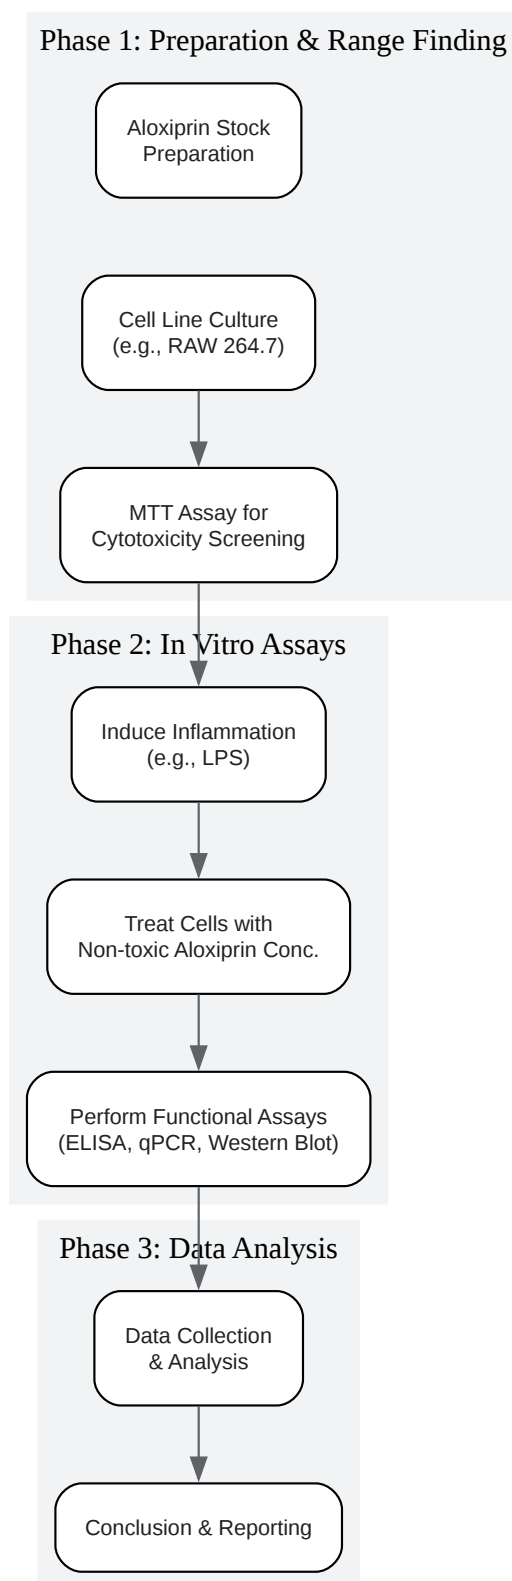 Phase 1: Preparation & Range Finding
Aloxiprin Stock
Preparation
Cell Line Culture
(e.g., RAW 264.7)
MTT Assay for
Cytotoxicity Screening
Phase 2: In Vitro Assays
Induce Inflammation
(e.g., LPS)
Treat Cells with
Non-toxic Aloxiprin Conc.
Perform Functional Assays
(ELISA, qPCR, Western Blot)
Phase 3: Data Analysis
Data Collection
& Analysis
Conclusion & Reporting